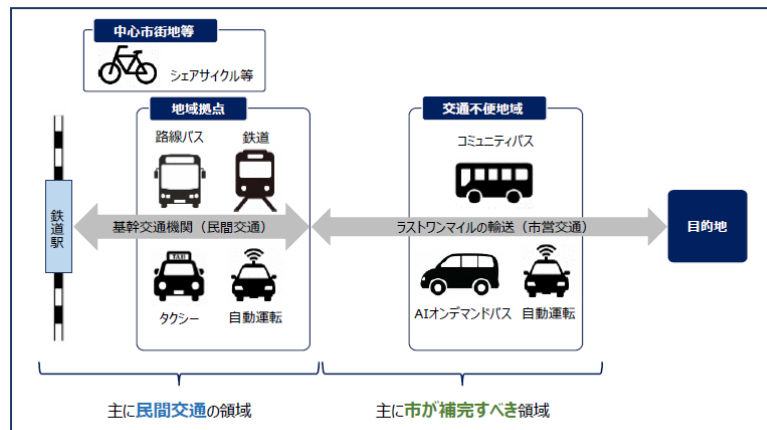 中心市街地等
シェアサイクル等
地域拠点
路線バス
鉄道
交通不便地域
コミュニティバス
鉄道駅
基幹交通機関（民間交通）
ラストワンマイルの輸送（市営交通）
目的地
TAXI
タクシー
自動運転
AIオンデマンドバス
自動運転
主に民間交通の領域
主に市が補完すべき領域